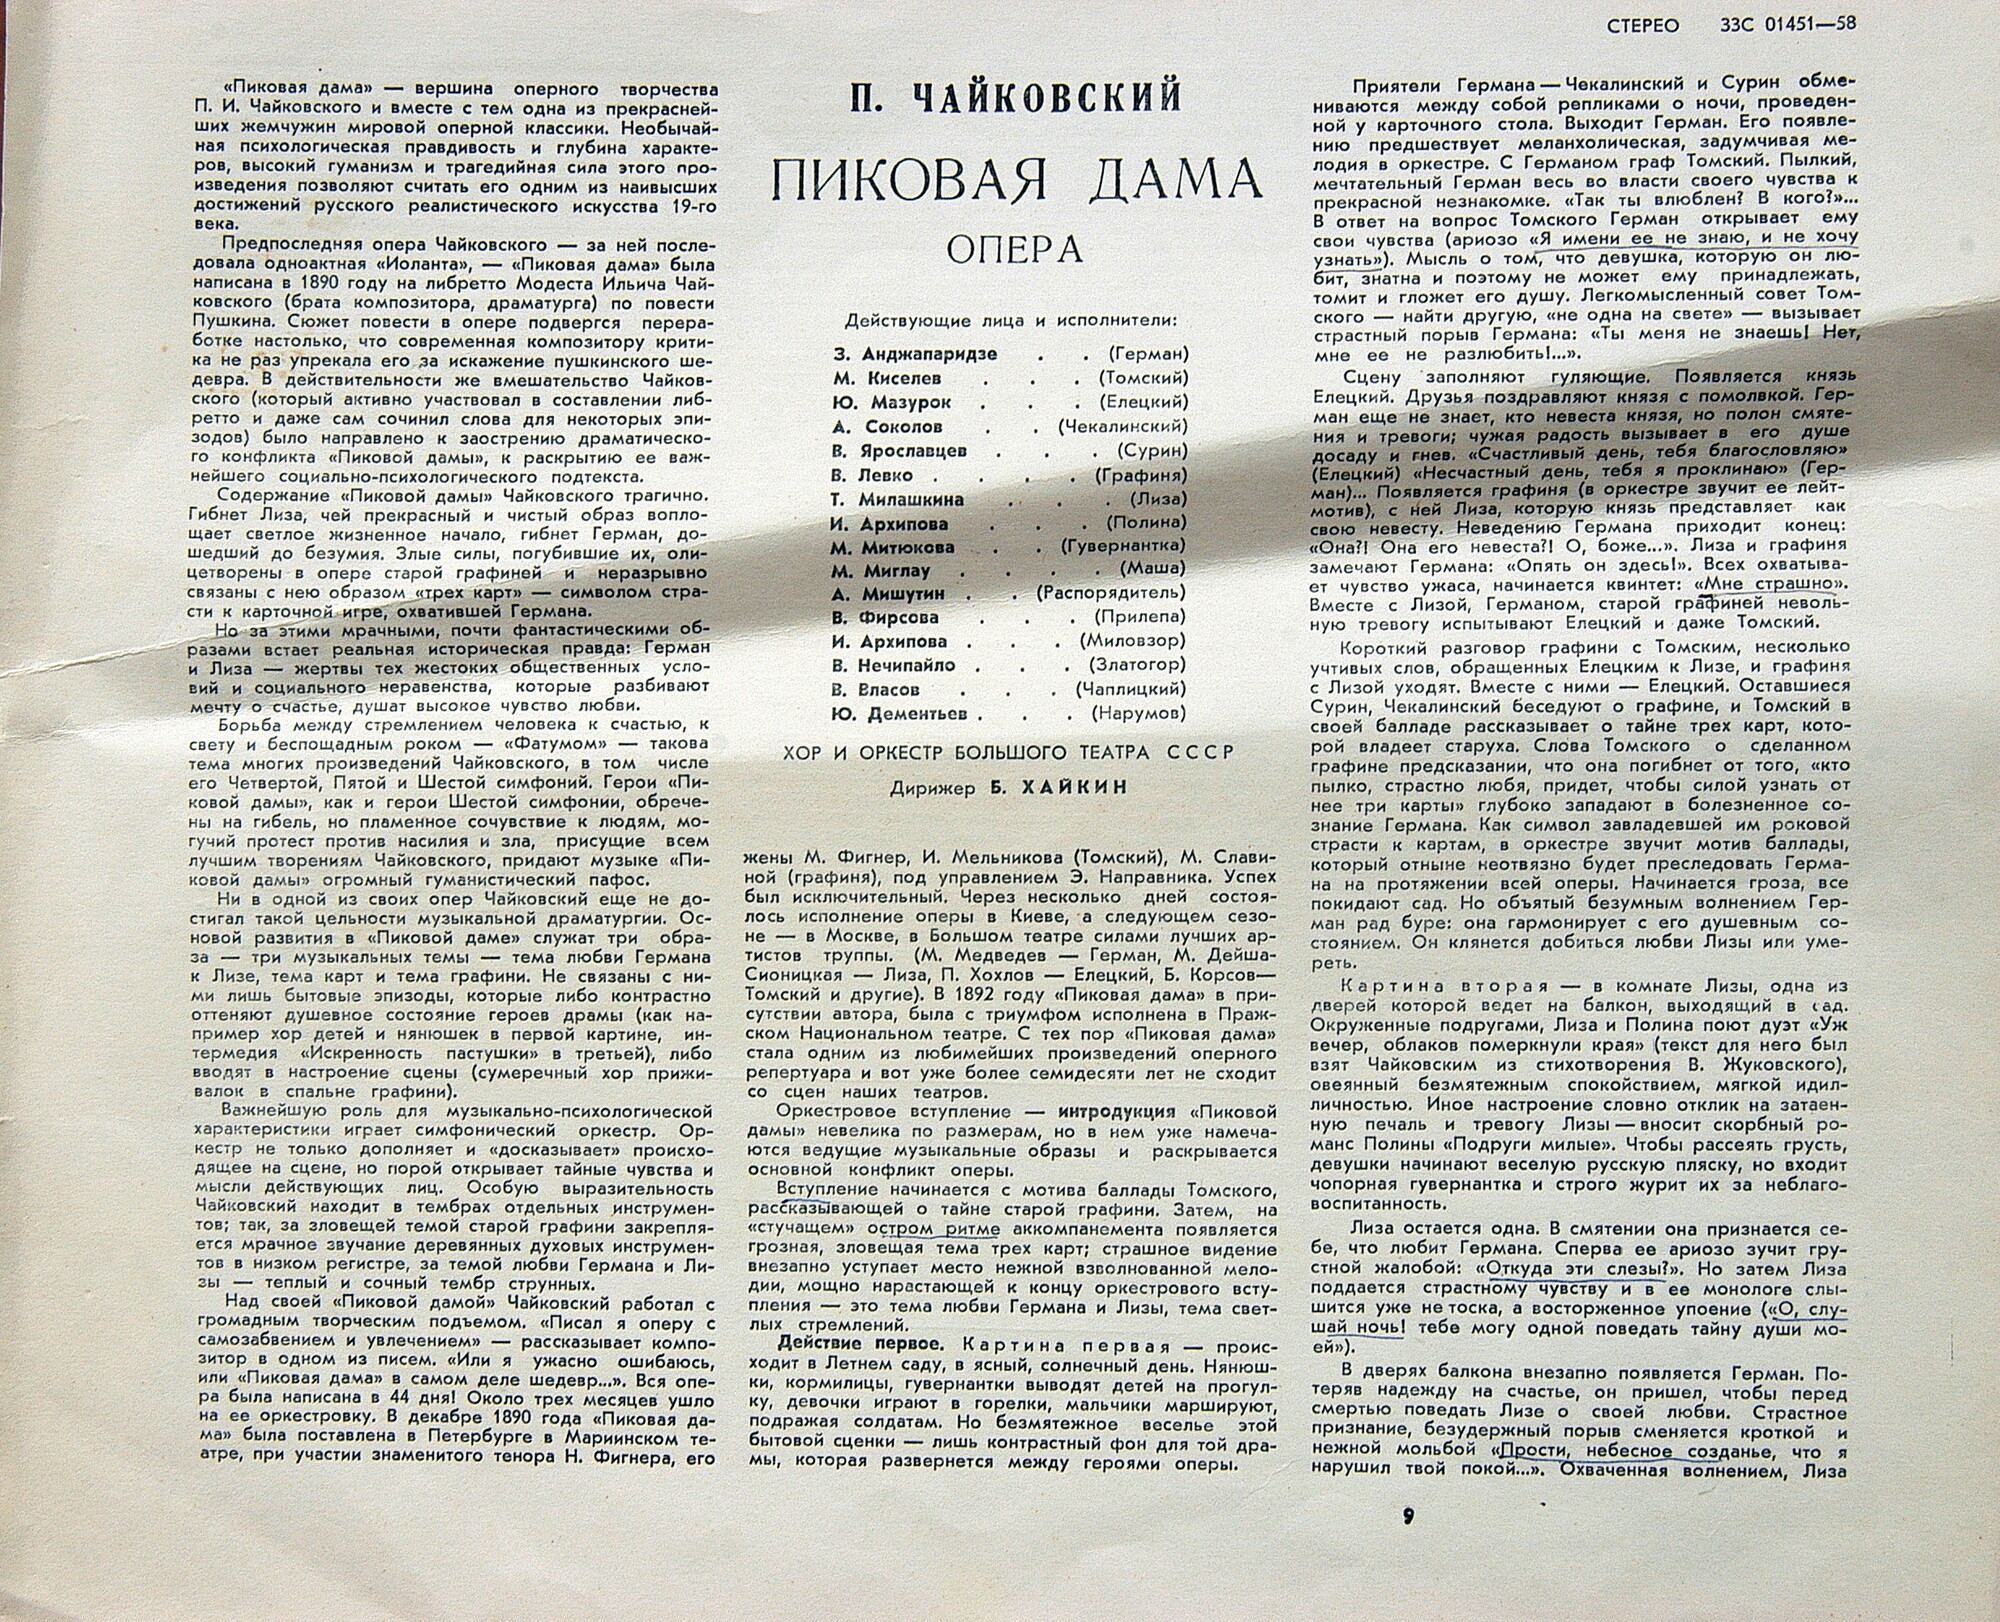 СТЕРЕО 33С 01451—58
«Пиковая дама» — вершина оперного творчества
П. И. Чайковского и вместе с тем одна из прекрасней-
ших жемчужин мировой оперной классики. Необычай-
ная психологическая правдивость и глубина характе-
ров, высокий гуманизм и трагедийная сила этого про-
изведения позволяют считать его одним из наивысших
достижений русского реалистического искусства 19-го
века.
Предпоследняя опера Чайковского — за ней после-
довала одноактная «Иоланта», — «Пиковая дама» была
написана в 1890 году на либретто Модеста Ильича Чай-
ковского (брата композитора, драматурга) по повести
Пушкина. Сюжет повести в опере подвергся перера-
ботке настолько, что современная композитору крити-
ка не раз упрекала его за искажение пушкинского ше-
девра. В действительности же вмешательство Чайков-
ского (который активно участвовал в составлении либ-
ретто и даже сам сочинил слова для некоторых эпи-
зодов) было направлено к заострению драматическо-
го конфликта «Пиковой дамы», к раскрытию ее важ-
нейшего социально-психологического подтекста.
Содержание «Пиковой дамы» Чайковского трагично.
Гибнет Лиза, чей прекрасный и чистый образ вопло-
щает светлое жизненное начало, гибнет Герман, до-
шедший до безумия. Злые силы, погубившие их, оли-
цетворены в опере старой графиней и неразрывно
связаны с нею образом «трех карт» — символом стра-
сти к карточной игре, охватившей Германа.
Но за этими мрачными, почти фантастическими об-
разами встает реальная историческая правда: Герман
и Лиза — жертвы тех жестоких общественных усло-
вий и социального неравенства, которые разбивают
мечту о счастье, душат высокое чувство любви.
Борьба между стремлением человека к счастью, к
свету и беспощадным роком — «Фатумом» — такова
тема многих произведений Чайковского, в том числе
его Четвертой, Пятой и Шестой симфоний. Герои «Пи-
ковой дамы», как и герои Шестой симфонии, обрече-
ны на гибель, но пламенное сочувствие к людям, мо-
гучий протест против насилия и зла, присущие всем
лучшим творениям Чайковского, придают музыке «Пи-
ковой дамы» огромный гуманистический пафос.
Ни в одной из своих опер Чайковский еще не до-
стигал такой цельности музыкальной драматургии. Ос-
новой развития в «Пиковой даме» служат три обра-
за — три музыкальных темы — тема любви Германа
к Лизе, тема карт и тема графини. Не связаны с ни-
ми лишь бытовые эпизоды, которые либо контрастно
оттеняют душевное состояние героев драмы (как на-
пример хор детей и нянюшек в первой картине, ин-
термедия «Искренность пастушки» в третьей), либо
вводят в настроение сцены (сумеречный хор прижи-
валок в спальне графини).
Важнейшую роль для музыкально-психологической
характеристики играет симфонический оркестр. Ор-
кестр не только дополняет и «досказывает» происхо-
дящее на сцене, но порой открывает тайные чувства и
мысли действующих лиц. Особую выразительность
Чайковский находит в тембрах отдельных инструмен-
тов; так, за зловещей темой старой графини закрепля-
ется мрачное звучание деревянных духовых инструмен-
тов в низком регистре, за темой любви Германа и Ли-
зы — теплый и сочный тембр струнных.
Над своей «Пиковой дамой» Чайковский работал с
громадным творческим подъемом. «Писал я оперу с
самозабвением и увлечением» — рассказывает компо-
зитор в одном из писем. «Или я ужасно ошибаюсь,
или «Пиковая дама» в самом деле шедевр...». Вся опе-
ра была написана в 44 дня! Около трех месяцев ушло
на ее оркестровку. В декабре 1890 года «Пиковая да-
ма» была поставлена в Петербурге в Мариинском те-
атре, при участии знаменитого тенора Н. Фигнера, его
П. ЧАЙКОВСКИЙ
ПИКОВАЯ ДАМА
ОПЕРА
Действующие лица и исполнители:
З. Анджапаридзе . . (Герман)
М. Киселев . . . (Томский)
Ю. Мазурок . . . (Елецкий)
А. Соколов . . (Чекалинский)
В. Ярославцев . . . (Сурин)
В. Левко . . . . (Графиня)
Т. Милашкина . . . (Лиза)
И. Архипова . . . (Полина)
М. Митюкова . . (Гувернантка)
М. Миглау . . . . (Маша)
А. Мишутин . . (Распорядитель)
В. Фирсова . . . (Прилепа)
И. Архипова . . . (Миловзор)
В. Нечипайло . . . (Златогор)
В. Власов . . . (Чаплицкий)
Ю. Дементьев . . . (Нарумов)
ХОР И ОРКЕСТР БОЛЬШОГО ТЕАТРА СССР
Дирижер Б. ХАЙКИН
жены М. Фигнер, И. Мельникова (Томский), М. Слави-
ной (графиня), под управлением Э. Направника. Успех
был исключительный. Через несколько дней состоя-
лось исполнение оперы в Киеве, а следующем сезо-
не — в Москве, в Большом театре силами лучших ар-
тистов труппы. (М. Медведев — Герман, М. Дейша-
Сионицкая — Лиза, П. Хохлов — Елецкий, Б. Корсов—
Томский и другие). В 1892 году «Пиковая дама» в при-
сутствии автора, была с триумфом исполнена в Праж-
ском Национальном театре. С тех пор «Пиковая дама»
стала одним из любимейших произведений оперного
репертуара и вот уже более семидесяти лет не сходит
со сцен наших театров.
Оркестровое вступление — интродукция «Пиковой
дамы» невелика по размерам, но в нем уже намеча-
ются ведущие музыкальные образы и раскрывается
основной конфликт оперы.
Вступление начинается с мотива баллады Томского,
рассказывающей о тайне старой графини. Затем, на
«стучащем» остром ритме аккомпанемента появляется
грозная, зловещая тема трех карт; страшное видение
внезапно уступает место нежной взволнованной мело-
дии, мощно нарастающей к концу оркестрового всту-
пления — это тема любви Германа и Лизы, тема свет-
лых стремлений.
Действие первое. Картина первая — проис-
ходит в Летнем саду, в ясный, солнечный день. Нянюш-
ки, кормилицы, гувернантки выводят детей на прогул-
ку, девочки играют в горелки, мальчики маршируют,
подражая солдатам. Но безмятежное веселье этой
бытовой сценки — лишь контрастный фон для той дра-
мы, которая развернется между героями оперы.
Приятели Германа — Чекалинский и Сурин обме-
ниваются между собой репликами о ночи, проведен-
ной у карточного стола. Выходит Герман. Его появле-
нию предшествует меланхолическая, задумчивая ме-
лодия в оркестре. С Германом граф Томский. Пылкий,
мечтательный Герман весь во власти своего чувства к
прекрасной незнакомке. «Так ты влюблен? В кого?»...
В ответ на вопрос Томского Герман открывает ему
свои чувства (ариозо «Я имени ее не знаю, и не хочу
узнать»). Мысль о том, что девушка, которую он лю-
бит, знатна и поэтому не может ему принадлежать,
томит и гложет его душу. Легкомысленный совет Том-
ского — найти другую, «не одна на свете» — вызывает
страстный порыв Германа: «Ты меня не знаешь! Нет,
мне ее не разлюбить!...».
Сцену заполняют гуляющие. Появляется князь
Елецкий. Друзья поздравляют князя с помолвкой. Гер-
ман еще не знает, кто невеста князя, но полон смяте-
ния и тревоги; чужая радость вызывает в его душе
досаду и гнев. «Счастливый день, тебя благословляю»
(Елецкий) «Несчастный день, тебя я проклинаю» (Гер-
ман)... Появляется графиня (в оркестре звучит ее лейт-
мотив), с ней Лиза, которую князь представляет как
свою невесту. Неведению Германа приходит конец:
«Она?! Она его невеста?! О, боже...». Лиза и графиня
замечают Германа: «Опять он здесь!». Всех охватыва-
ет чувство ужаса, начинается квинтет: «Мне страшно».
Вместе с Лизой, Германом, старой графиней неволь-
ную тревогу испытывают Елецкий и даже Томский.
Короткий разговор графини с Томским, несколько
учтивых слов, обращенных Елецким к Лизе, и графиня
с Лизой уходят. Вместе с ними — Елецкий. Оставшиеся
Сурин, Чекалинский беседуют о графине, и Томский в
своей балладе рассказывает о тайне трех карт, кото-
рой владеет старуха. Слова Томского о сделанном
графине предсказании, что она погибнет от того, «кто
пылко, страстно любя, придет, чтобы силой узнать от
нее три карты» глубоко западают в болезненное со-
знание Германа. Как символ завладевшей им роковой
страсти к картам, в оркестре звучит мотив баллады,
который отныне неотвязно будет преследовать Герма-
на на протяжении всей оперы. Начинается гроза, все
покидают сад. Но объятый безумным волнением Гер-
ман рад буре: она гармонирует с его душевным со-
стоянием. Он клянется добиться любви Лизы или уме-
реть.
Картина вторая — в комнате Лизы, одна из
дверей которой ведет на балкон, выходящий в сад.
Окруженные подругами, Лиза и Полина поют дуэт «Уж
вечер, облаков померкнули края» (текст для него был
взят Чайковским из стихотворения В. Жуковского),
овеянный безмятежным спокойствием, мягкой идил-
личностью. Иное настроение словно отклик на затаен-
ную печаль и тревогу Лизы — вносит скорбный ро-
манс Полины «Подруги милые». Чтобы рассеять грусть,
девушки начинают веселую русскую пляску, но входит
чопорная гувернантка и строго журит их за неблаго-
воспитанность.
Лиза остается одна. В смятении она признается се-
бе, что любит Германа. Сперва ее ариозо зучит гру-
стной жалобой: «Откуда эти слезы?». Но затем Лиза
поддается страстному чувству и в ее монологе слы-
шится уже не тоска, а восторженное упоение («О, слу-
шай ночь! тебе могу одной поведать тайну души мо-
ей»).
В дверях балкона внезапно появляется Герман. По-
теряв надежду на счастье, он пришел, чтобы перед
смертью поведать Лизе о своей любви. Страстное
признание, безудержный порыв сменяется кроткой и
нежной мольбой «Прости, небесное созданье, что я
нарушил твой покой...». Охваченная волнением, Лиза
9